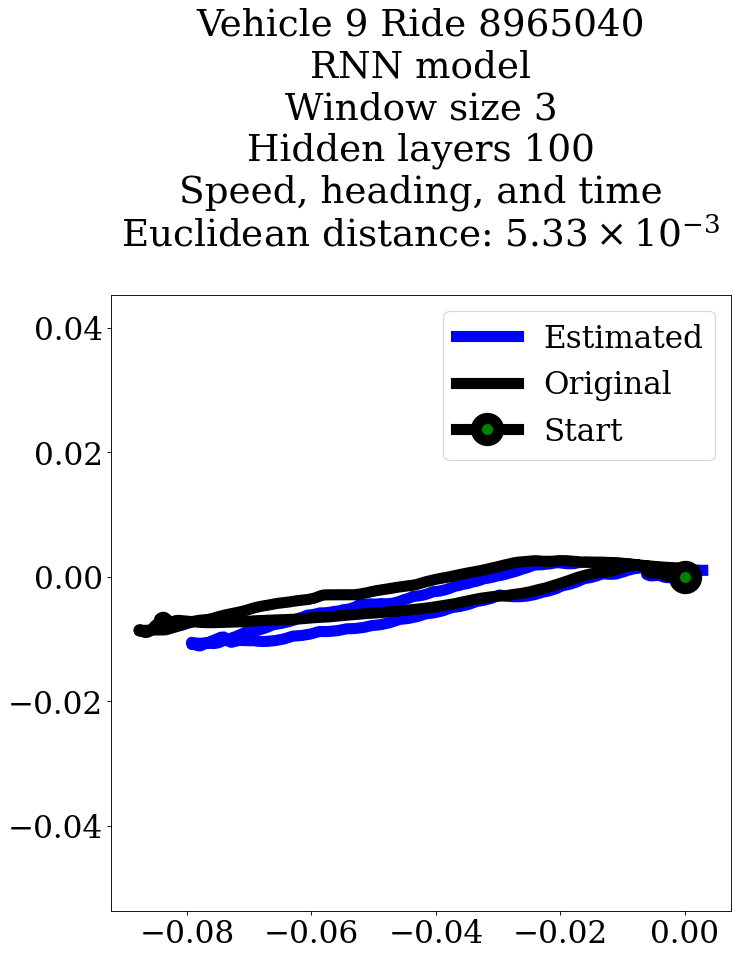 Vehicle 9 Ride 8965040
RNN model
Window size 3
Hidden layers 100
Speed, heading, and time
Euclidean distance: 5.33 × 10⁻³
Estimated
Original
Start
0.04
0.02
0.00
−0.02
−0.04
−0.08 −0.06 −0.04 −0.02 0.00